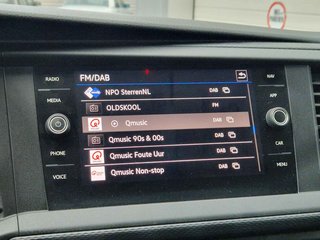 FM/DAB
RADIO
NAV
MEDIA
APP
PHONE
CAR
VOICE
MENU
NPO SterrenNL DAB
OLDSKOOL FM
Qmusic DAB
Qmusic 90s & 00s
Qmusic Foute Uur DAB
Qmusic Non-stop DAB